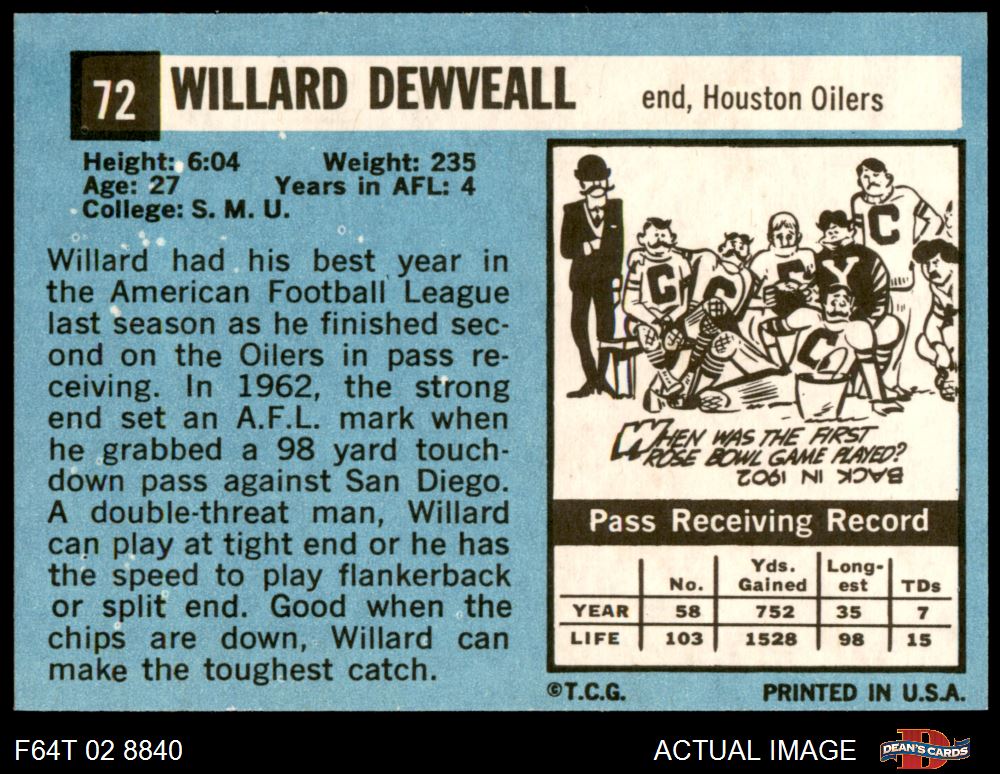 72 WILLARD DEWVEALL end, Houston Oilers
Height: 6:04 Weight: 235
Age: 27 Years in AFL: 4
College: S. M. U.
Willard had his best year in
the American Football League
last season as he finished sec-
ond on the Oilers in pass re-
ceiving. In 1962, the strong
end set an A.F.L. mark when
he grabbed a 98 yard touch-
down pass against San Diego.
A double-threat man, Willard
can play at tight end or he has
the speed to play flankerback
or split end. Good when the
chips are down, Willard can
make the toughest catch.
C
C
C
C
Y
C
WHEN WAS THE FIRST
ROSE BOWL GAME PLAYED?
BACK IN 1902
Pass Receiving Record
No. Yds. Gained Long-est TDs
YEAR 58 752 35 7
LIFE 103 1528 98 15
©T.C.G. PRINTED IN U.S.A.
F64T 02 8840 ACTUAL IMAGE DEAN'S CARDS